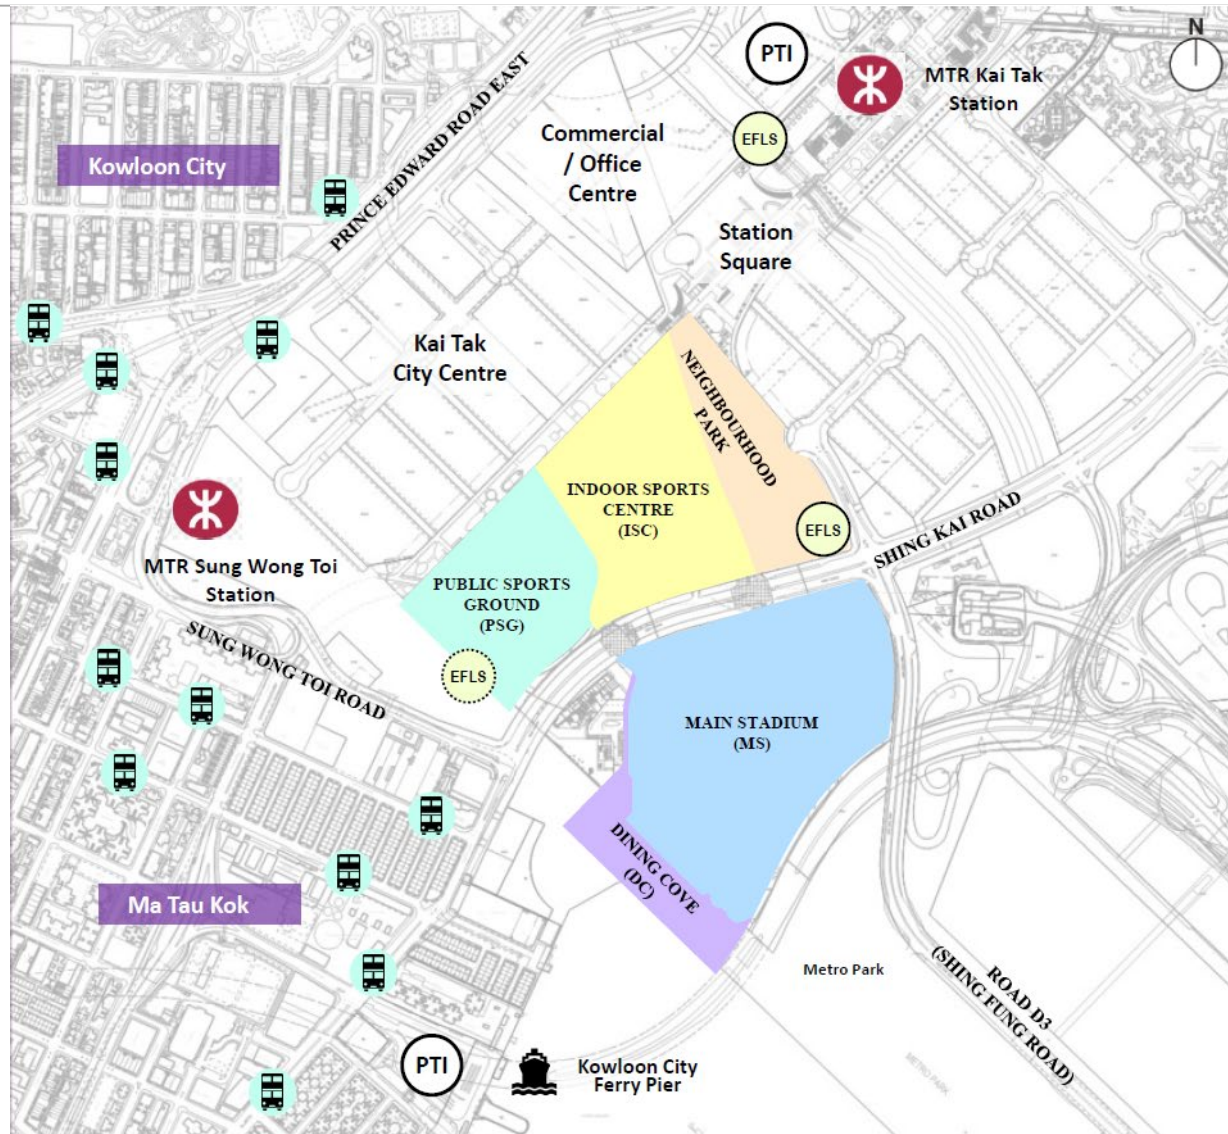 N
PTI
MTR Kai Tak
Station
EFLS
Commercial
/ Office
Centre
Kowloon City
PRINCE EDWARD ROAD EAST
Station
Square
Kai Tak
City Centre
NEIGHBOURHOOD
PARK
INDOOR SPORTS
CENTRE
(ISC)
EFLS
SHING KAI ROAD
MTR Sung Wong Toi
Station
PUBLIC SPORTS
GROUND
(PSG)
EFLS
SUNG WONG TOI ROAD
MAIN STADIUM
(MS)
DINING COVE
(DC)
Ma Tau Kok
Metro Park
ROAD D3
(SHING FUNG ROAD)
METRO PARK
PTI
Kowloon City
Ferry Pier